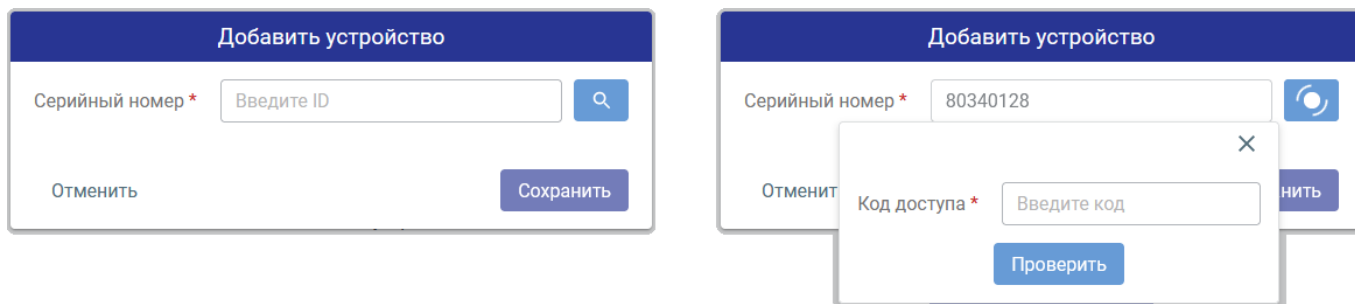 Добавить устройство
Серийный номер * Введите ID
Отменить Сохранить
Добавить устройство
Серийный номер * 80340128
Отменит нить
Код доступа * Введите код
Проверить